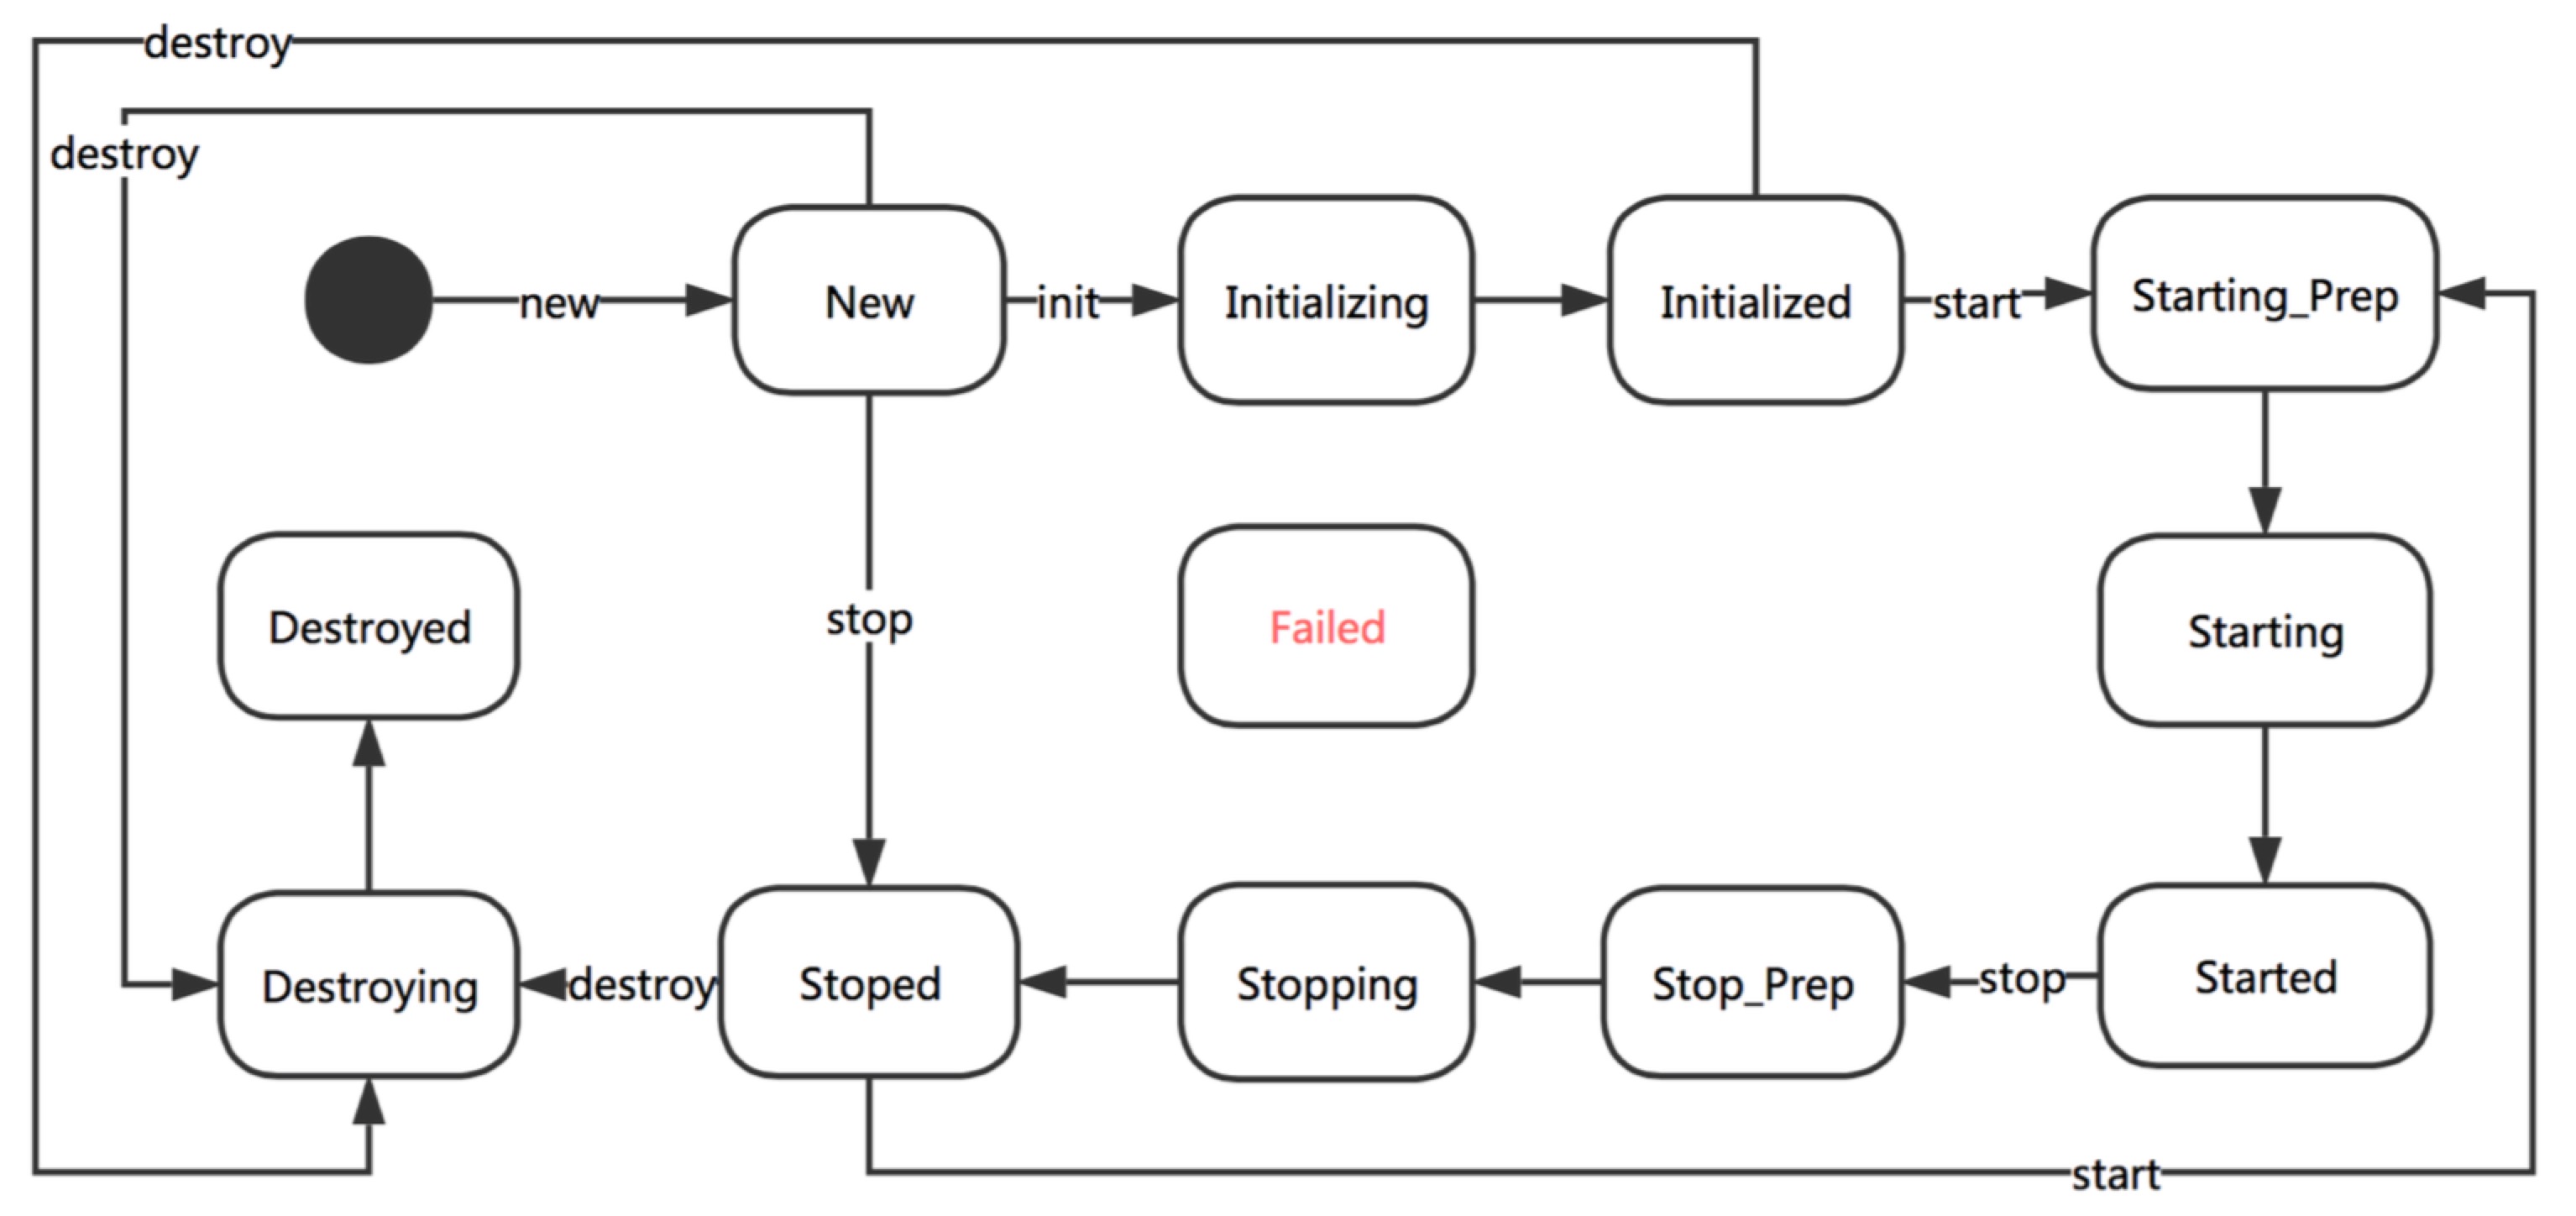 destroy
destroy
new
New
init
Initializing
Initialized
start
Starting_Prep
Destroyed
stop
Failed
Starting
Destroying
destroy
Stoped
Stopping
Stop_Prep
stop
Started
start